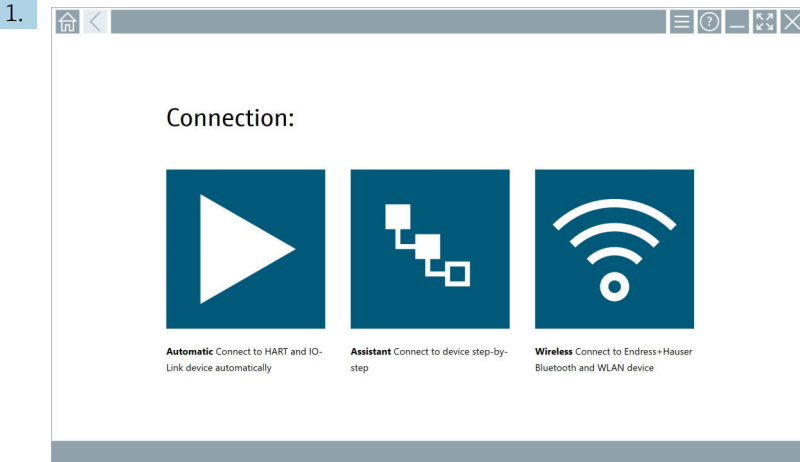 1.
Connection:
Automatic Connect to HART and IO-
Link device automatically
Assistant Connect to device step-by-
step
Wireless Connect to Endress+Hauser
Bluetooth and WLAN device